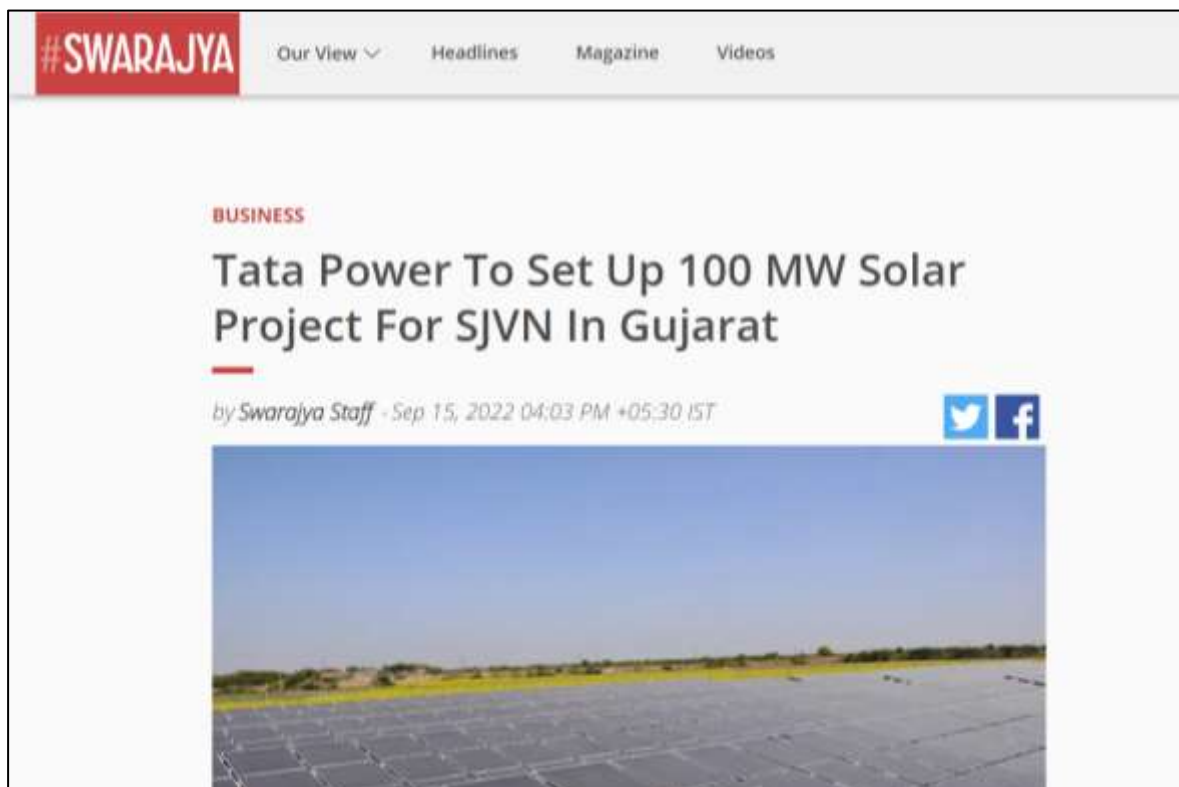 #SWARAJYA
Our View Headlines Magazine Videos
BUSINESS
Tata Power To Set Up 100 MW Solar
Project For SJVN In Gujarat
by Swarajya Staff - Sep 15, 2022 04:03 PM +05:30 IST